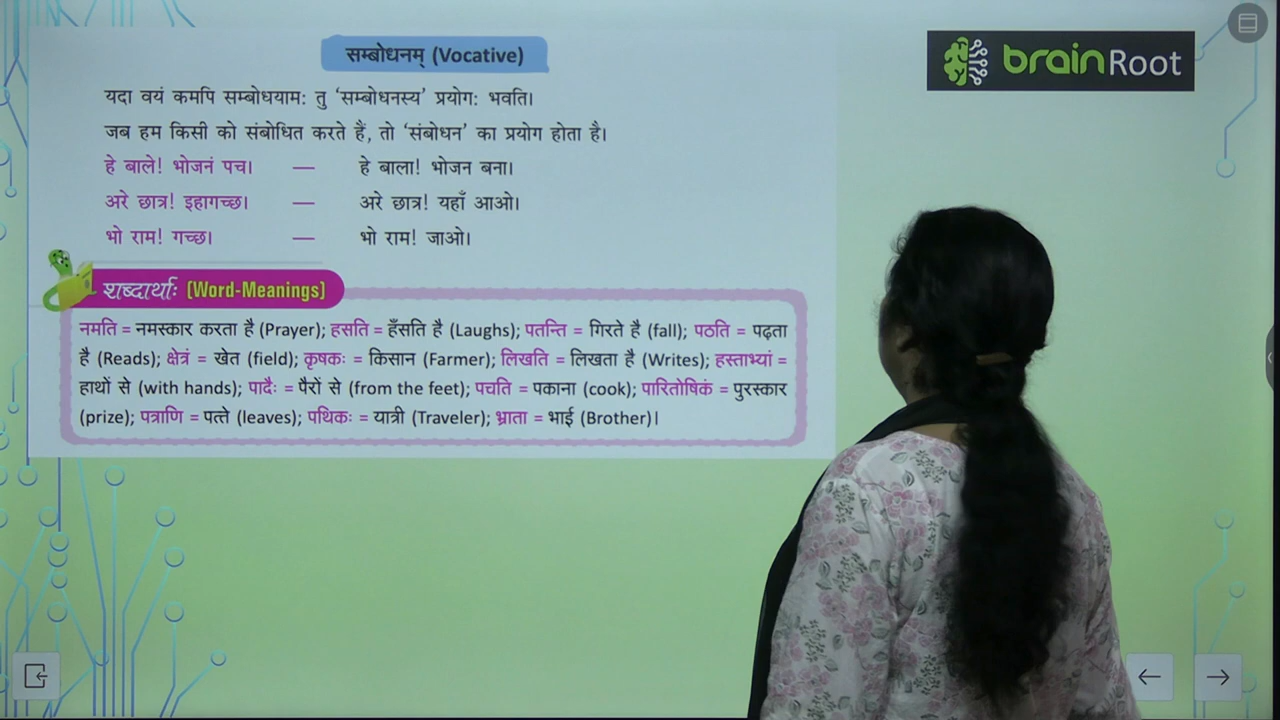 सम्बोधनम् (Vocative)
brainRoot
यदा वयं कमपि सम्बोधयाम: तु ‘सम्बोधनस्य’ प्रयोग: भवति।
जब हम किसी को संबोधित करते हैं, तो ‘संबोधन’ का प्रयोग होता है।
हे बाले! भोजनं पच। — हे बाला! भोजन बना।
अरे छात्र! इहागच्छ। — अरे छात्र! यहाँ आओ।
भो राम! गच्छ। — भो राम! जाओ।
शब्दार्थाः (Word-Meanings)
नमति = नमस्कार करता है (Prayer); हसति = हँसति है (Laughs); पतन्ति = गिरते है (fall); पठति = पढ़ता
है (Reads); क्षेत्रं = खेत (field); कृषकः = किसान (Farmer); लिखति = लिखता है (Writes); हस्ताभ्यां =
हाथों से (with hands); पादैः = पैरों से (from the feet); पचति = पकाना (cook); पारितोषिकं = पुरस्कार
(prize); पत्राणि = पत्ते (leaves); पथिकः = यात्री (Traveler); भ्राता = भाई (Brother)।